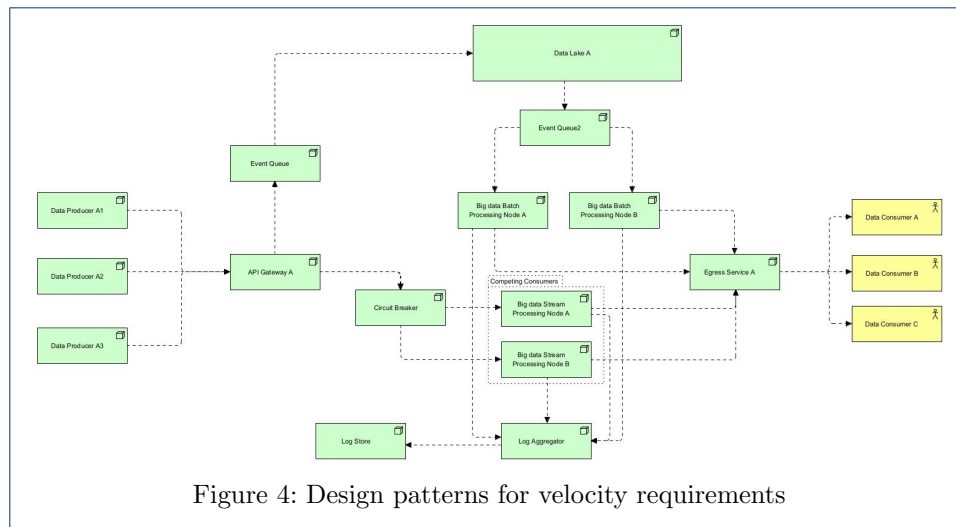 Data Lake A
Event Queue2
Event Queue
Big data Batch
Processing Node A
Big data Batch
Processing Node B
Data Producer A1
Data Consumer A
Data Producer A2
API Gateway A
Egress Service A
Data Consumer B
Competing Consumers
Circuit Breaker
Big data Stream
Processing Node A
Data Consumer C
Data Producer A3
Big data Stream
Processing Node B
Log Store
Log Aggregator
Figure 4: Design patterns for velocity requirements